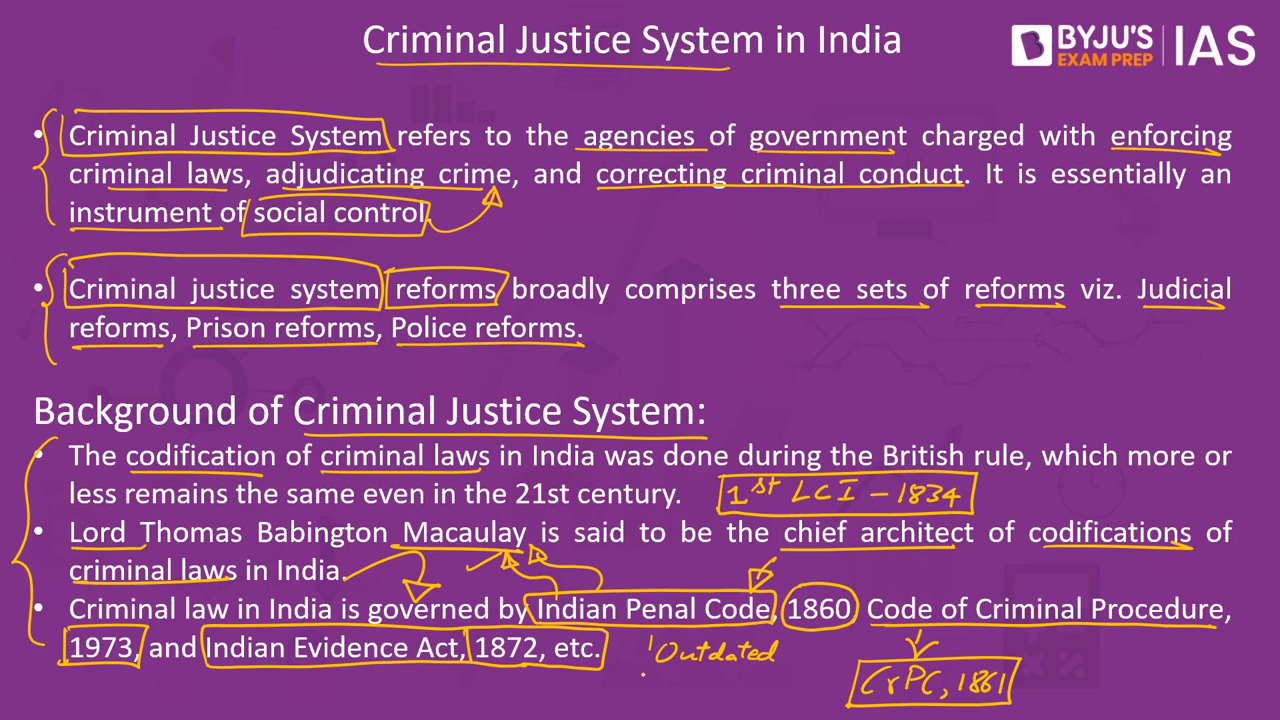 Criminal Justice System in India
BYJU'S
EXAM PREP
IAS
• Criminal Justice System refers to the agencies of government charged with enforcing
criminal laws, adjudicating crime, and correcting criminal conduct. It is essentially an
instrument of social control.
• Criminal justice system reforms broadly comprises three sets of reforms viz. Judicial
reforms, Prison reforms, Police reforms.
Background of Criminal Justice System:
• The codification of criminal laws in India was done during the British rule, which more or
less remains the same even in the 21st century.
1st LCI – 1834
• Lord Thomas Babington Macaulay is said to be the chief architect of codifications of
criminal laws in India.
• Criminal law in India is governed by Indian Penal Code, 1860 Code of Criminal Procedure,
1973, and Indian Evidence Act, 1872, etc.
Outdated
CrPC, 1861